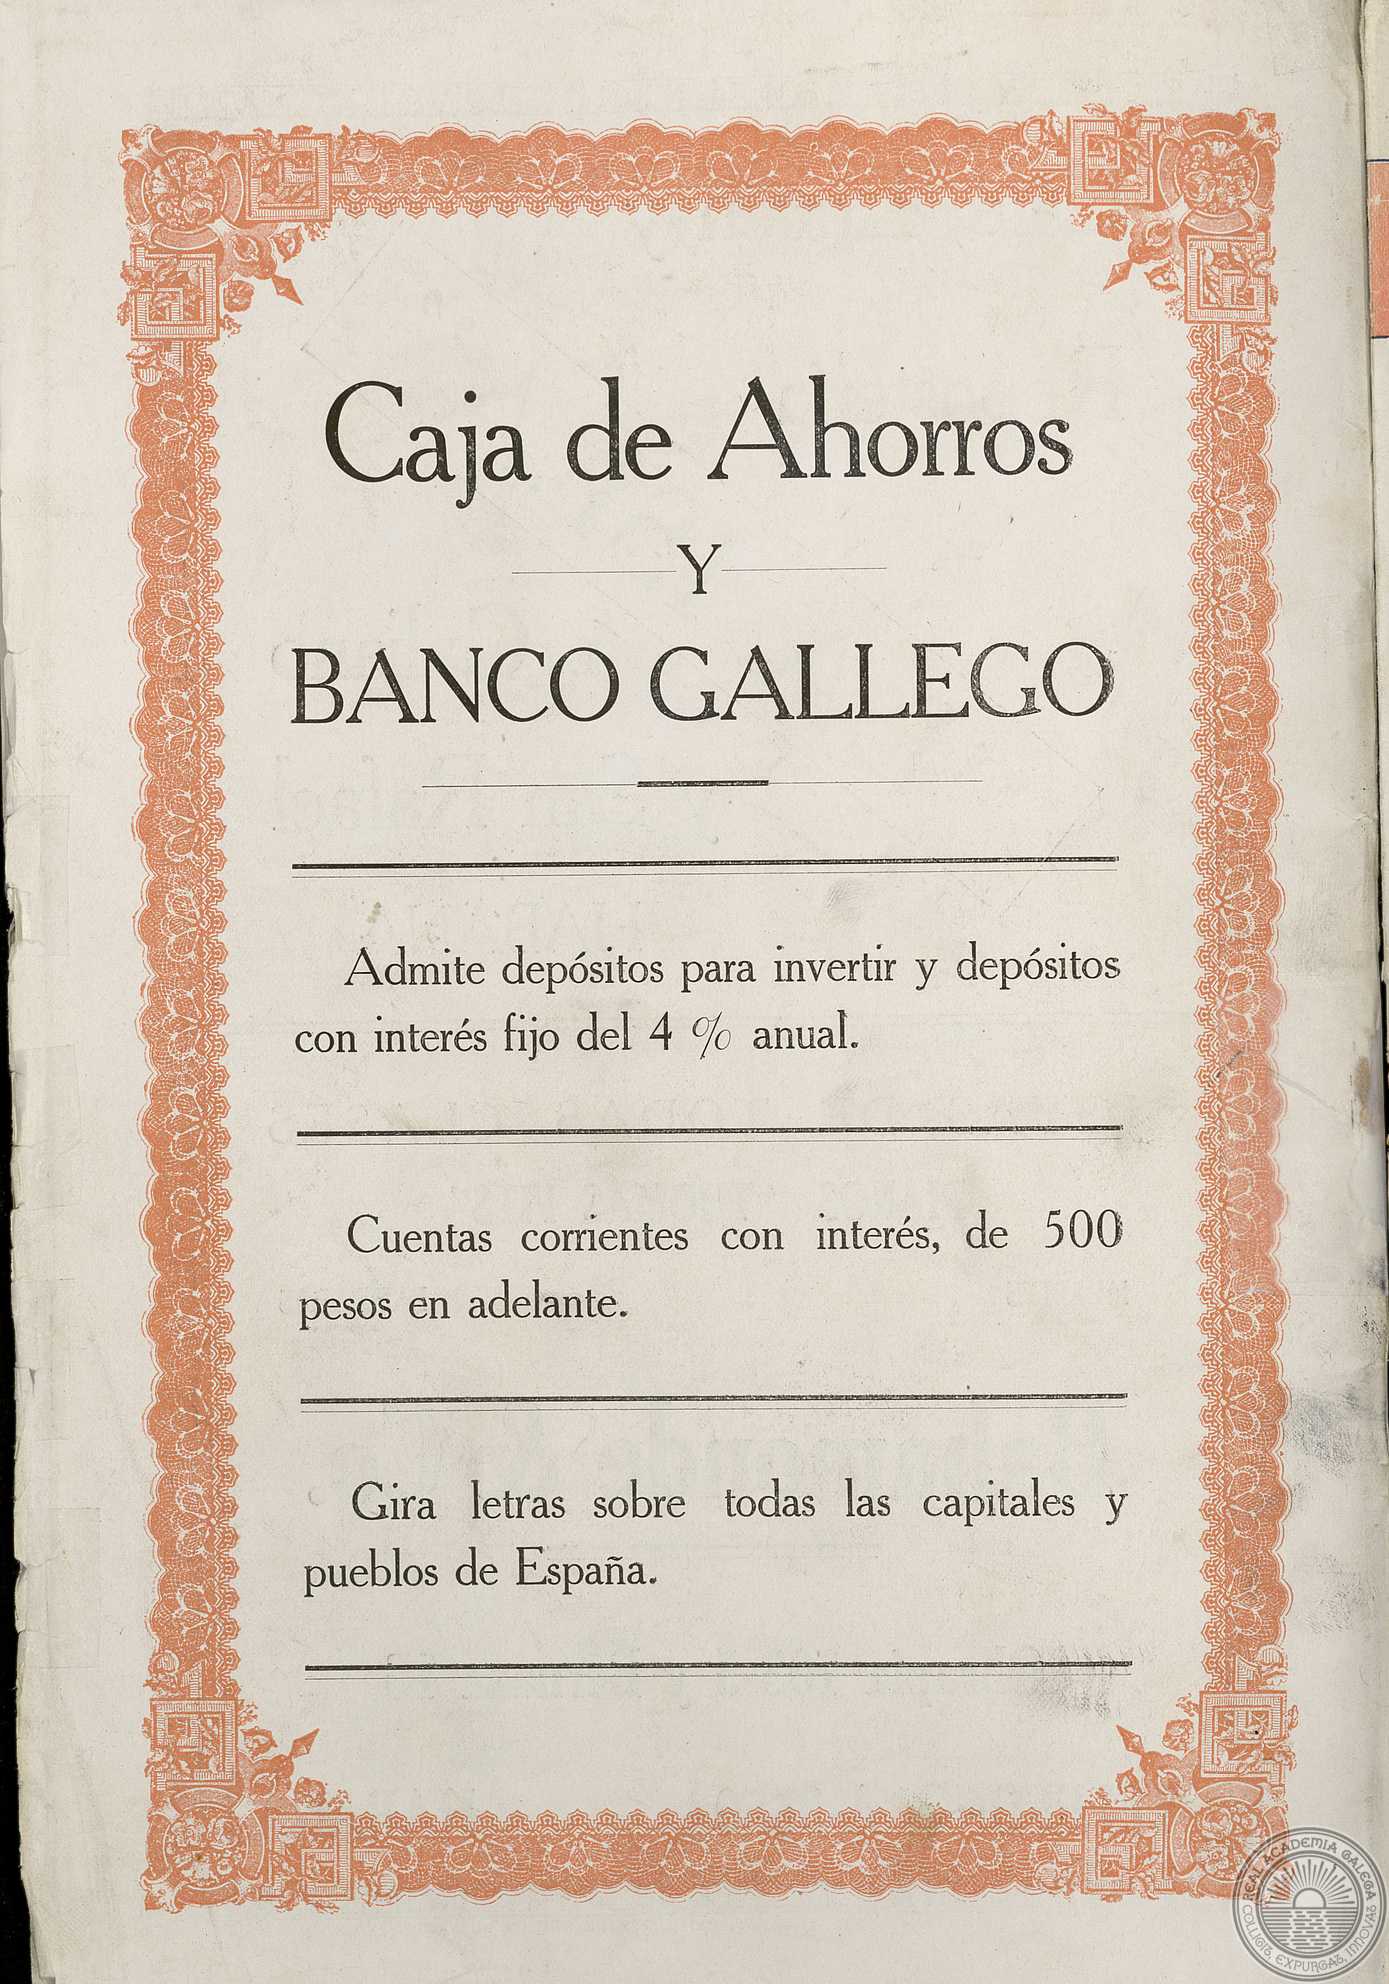 Caja de Ahorros
Y
BANCO GALLEGO
Admite depósitos para invertir y depósitos
con interés fijo del 4 % anual.
Cuentas corrientes con interés, de 500
pesos en adelante.
Gira letras sobre todas las capitales y
pueblos de España.
REAL ACADEMIA GALEGA
COLLIGIT, EXPURGAT, INNOVAT